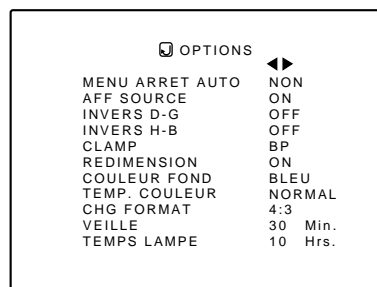 OPTIONS
MENU ARRET AUTO NON
AFF SOURCE ON
INVERS D-G OFF
INVERS H-B OFF
CLAMP BP
REDIMENSION ON
COULEUR FOND BLEU
TEMP. COULEUR NORMAL
CHG FORMAT 4:3
VEILLE 30 Min.
TEMPS LAMPE 10 Hrs.